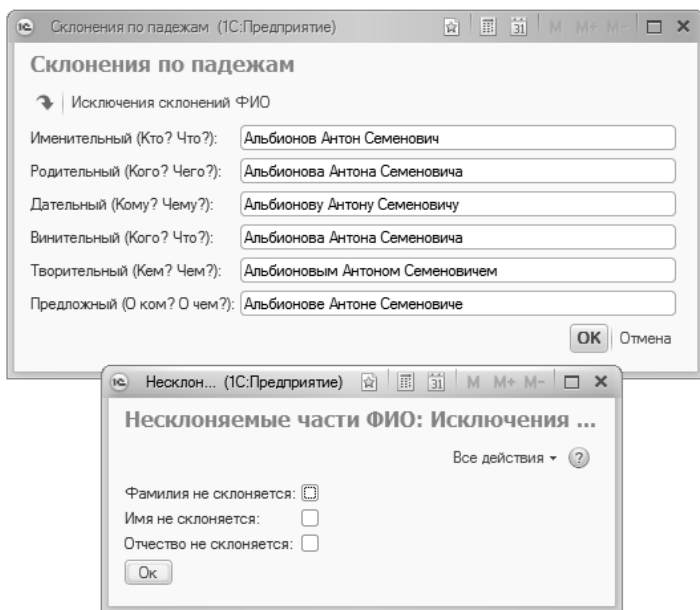 Склонения по падежам (1С:Предприятие) 31 M M+ M-
Склонения по падежам
Исключения склонений ФИО
Именительный (Кто? Что?): Альбионов Антон Семенович
Родительный (Кого? Чего?): Альбионова Антона Семеновича
Дательный (Кому? Чему?): Альбионову Антону Семеновичу
Винительный (Кого? Что?): Альбионова Антона Семеновича
Творительный (Кем? Чем?): Альбионовым Антоном Семеновичем
Предложный (О ком? О чем?): Альбионове Антоне Семеновиче
OK Отмена
Несклон... (1С:Предприятие) 31 M M+ M-
Несклоняемые части ФИО: Исключения ...
Все действия ?
Фамилия не склоняется:
Имя не склоняется:
Отчество не склоняется:
Ок